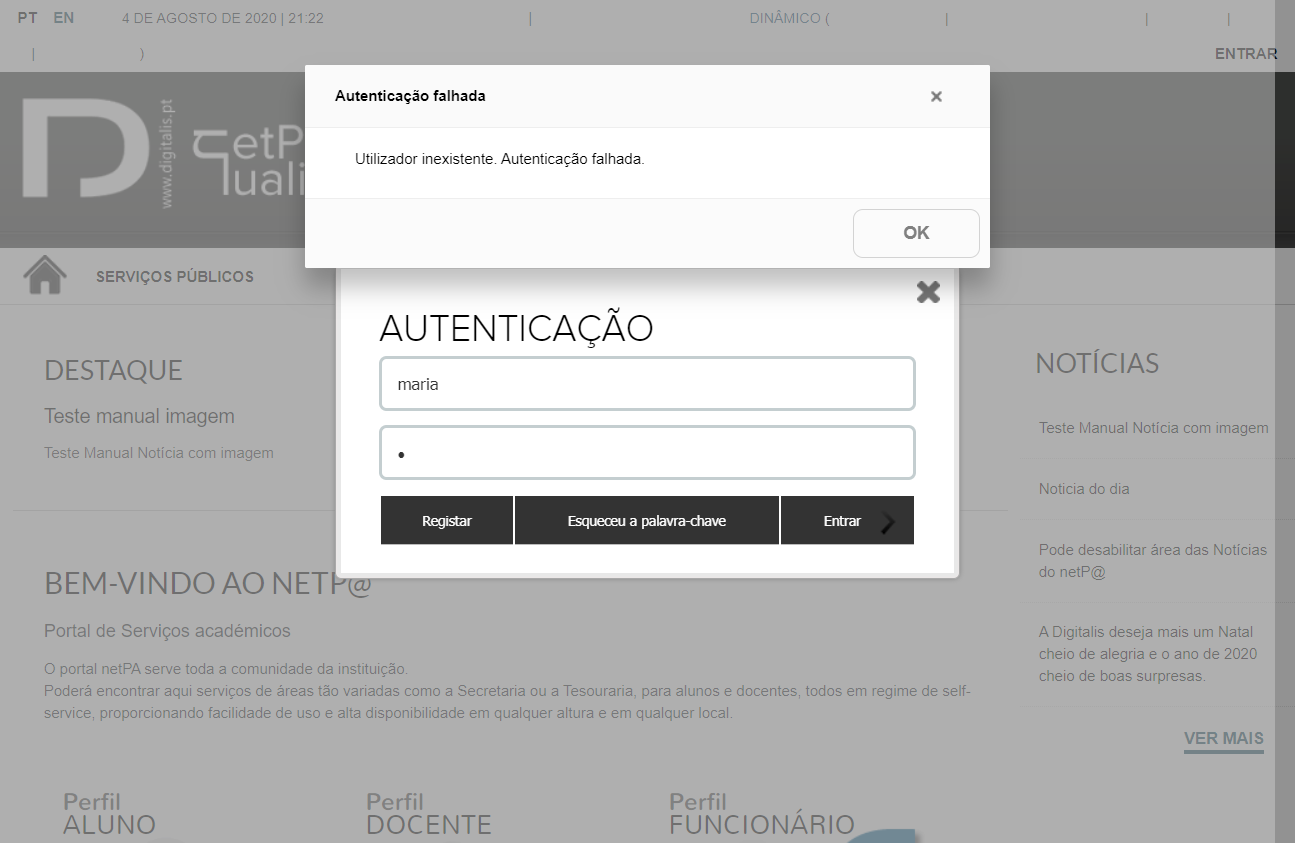 PT EN 4 DE AGOSTO DE 2020 | 21:22 | DINÂMICO ( | | |
| )
ENTRAR
www.digitalis.pt
Autenticação falhada
Utilizador inexistente. Autenticação falhada.
OK
SERVIÇOS PÚBLICOS
AUTENTICAÇÃO
maria
•
Registar
Esqueceu a palavra-chave
Entrar
DESTAQUE
Teste manual imagem
Teste Manual Notícia com imagem
BEM-VINDO AO NETP@
Portal de Serviços académicos
O portal netPA serve toda a comunidade da instituição.
Poderá encontrar aqui serviços de áreas tão variadas como a Secretaria ou a Tesouraria, para alunos e docentes, todos em regime de self-
service, proporcionando facilidade de uso e alta disponibilidade em qualquer altura e em qualquer local.
Perfil
ALUNO
Perfil
DOCENTE
Perfil
FUNCIONÁRIO
NOTÍCIAS
Teste Manual Notícia com imagem
Noticia do dia
Pode desabilitar área das Notícias
do netP@
A Digitalis deseja mais um Natal
cheio de alegria e o ano de 2020
cheio de boas surpresas.
VER MAIS